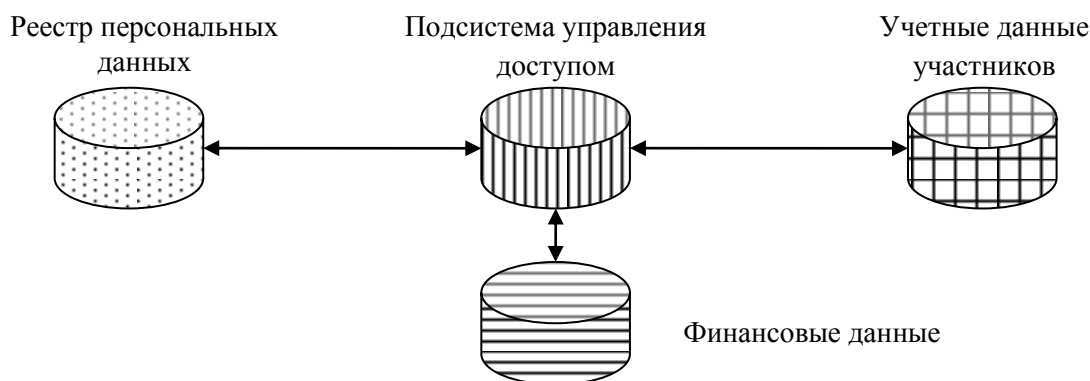 Реестр персональных
данных
Подсистема управления
доступом
Учетные данные
участников
Финансовые данные